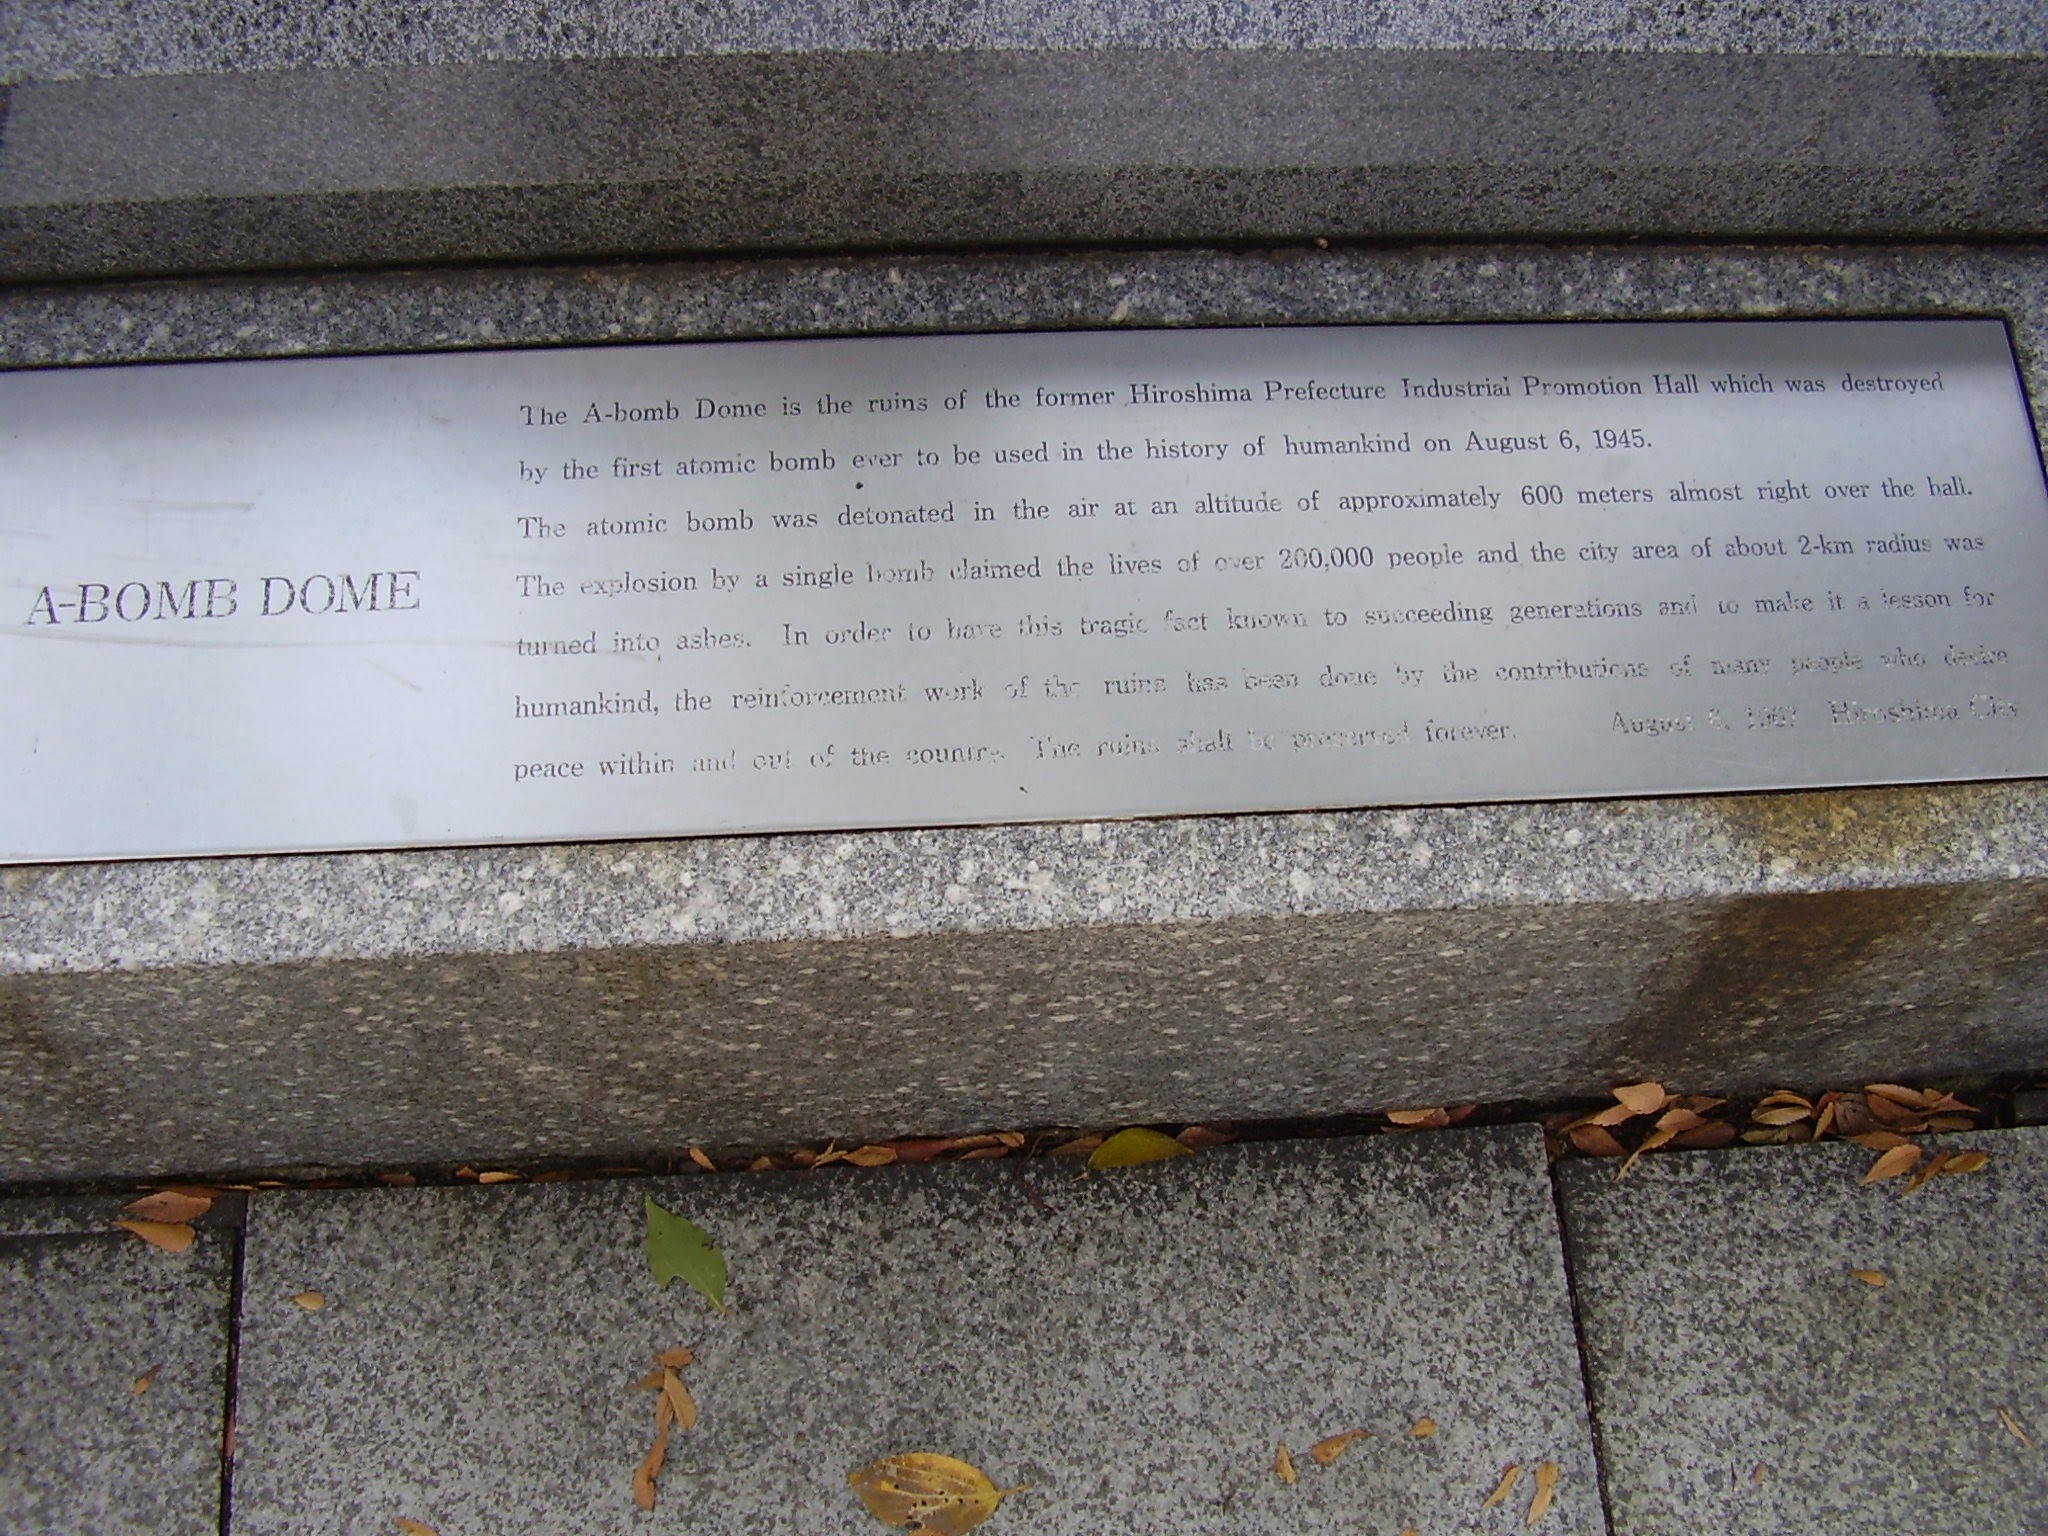 A-BOMB DOME
The A-bomb Dome is the ruins of the former Hiroshima Prefecture Industrial Promotion Hall which was destroyed
by the first atomic bomb ever to be used in the history of humankind on August 6, 1945.
The atomic bomb was detonated in the air at an altitude of approximately 600 meters almost right over the hall.
The explosion by a single bomb claimed the lives of over 200,000 people and the city area of about 2-km radius was
turned into ashes. In order to have this tragic fact known to succeeding generations and to make it a lesson for
humankind, the reinforcement work of the ruins has been done by the contributions of many people who desire
peace within and out of the country. The ruins shall be preserved forever. August 6, 1967 Hiroshima City